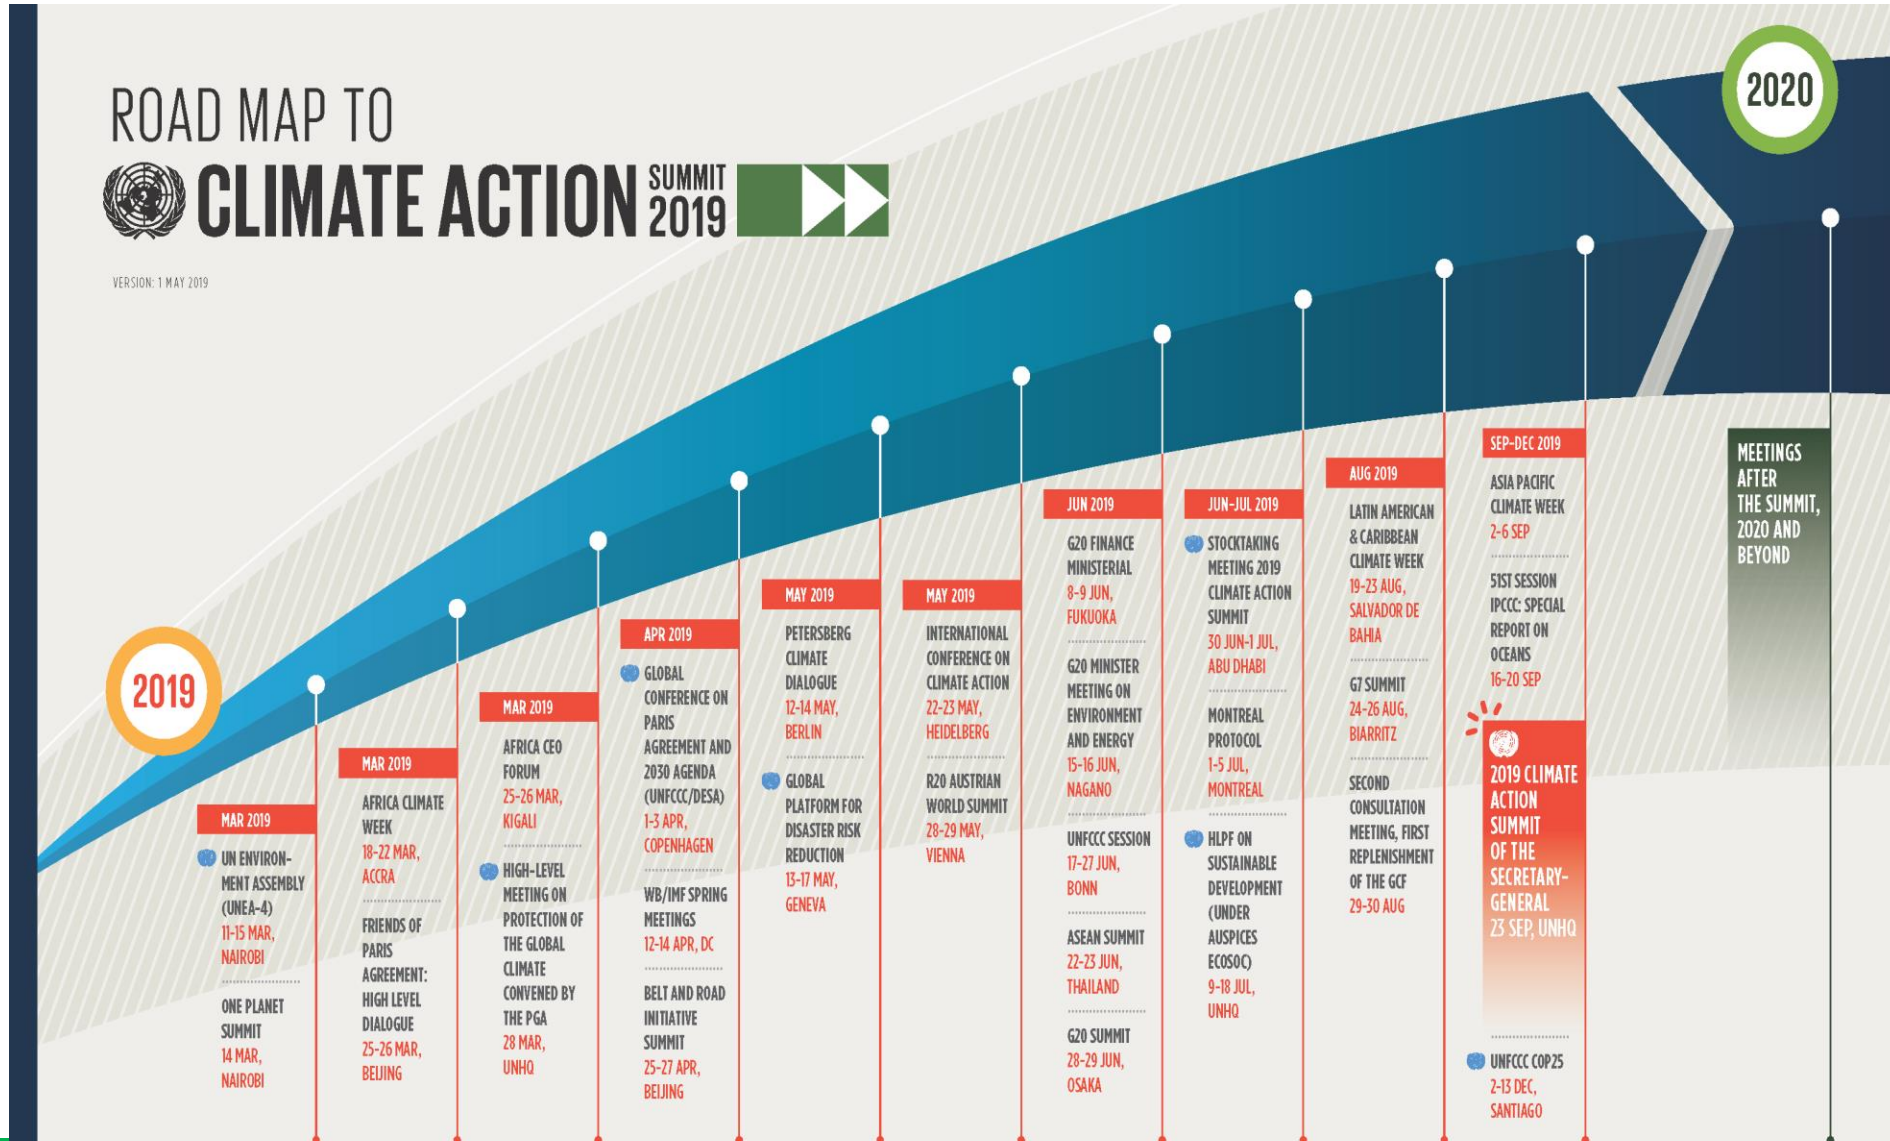 ROAD MAP TO
CLIMATE ACTION SUMMIT 2019
VERSION: 1 MAY 2019
2019
2020
MAR 2019
UN ENVIRON-
MENT ASSEMBLY
(UNEA-4)
11-15 MAR,
NAIROBI
ONE PLANET
SUMMIT
14 MAR,
NAIROBI
MAR 2019
AFRICA CLIMATE
WEEK
18-22 MAR,
ACCRA
FRIENDS OF
PARIS
AGREEMENT:
HIGH LEVEL
DIALOGUE
25-26 MAR,
BEIJING
MAR 2019
AFRICA CEO
FORUM
25-26 MAR,
KIGALI
HIGH-LEVEL
MEETING ON
PROTECTION OF
THE GLOBAL
CLIMATE
CONVENED BY
THE PGA
28 MAR,
UNHQ
APR 2019
GLOBAL
CONFERENCE ON
PARIS
AGREEMENT AND
2030 AGENDA
(UNFCCC/DESA)
1-3 APR,
COPENHAGEN
WB/IMF SPRING
MEETINGS
12-14 APR, DC
BELT AND ROAD
INITIATIVE
SUMMIT
25-27 APR,
BEIJING
MAY 2019
PETERSBERG
CLIMATE
DIALOGUE
12-14 MAY,
BERLIN
GLOBAL
PLATFORM FOR
DISASTER RISK
REDUCTION
13-17 MAY,
GENEVA
MAY 2019
INTERNATIONAL
CONFERENCE ON
CLIMATE ACTION
22-23 MAY,
HEIDELBERG
R20 AUSTRIAN
WORLD SUMMIT
28-29 MAY,
VIENNA
JUN 2019
G20 FINANCE
MINISTERIAL
8-9 JUN,
FUKUOKA
G20 MINISTER
MEETING ON
ENVIRONMENT
AND ENERGY
15-16 JUN,
NAGANO
UNFCCC SESSION
17-27 JUN,
BONN
ASEAN SUMMIT
22-23 JUN,
THAILAND
G20 SUMMIT
28-29 JUN,
OSAKA
JUN-JUL 2019
STOCKTAKING
MEETING 2019
CLIMATE ACTION
SUMMIT
30 JUN-1 JUL,
ABU DHABI
MONTREAL
PROTOCOL
1-5 JUL,
MONTREAL
HLPF ON
SUSTAINABLE
DEVELOPMENT
(UNDER
AUSPICES
ECOSOC)
9-18 JUL,
UNHQ
AUG 2019
LATIN AMERICAN
& CARIBBEAN
CLIMATE WEEK
19-23 AUG,
SALVADOR DE
BAHIA
G7 SUMMIT
24-26 AUG,
BIARRITZ
SECOND
CONSULTATION
MEETING, FIRST
REPLENISHMENT
OF THE GCF
29-30 AUG
SEP-DEC 2019
ASIA PACIFIC
CLIMATE WEEK
2-6 SEP
51ST SESSION
IPCCC: SPECIAL
REPORT ON
OCEANS
16-20 SEP
2019 CLIMATE
ACTION
SUMMIT
OF THE
SECRETARY-
GENERAL
23 SEP, UNHQ
UNFCCC COP25
2-13 DEC,
SANTIAGO
MEETINGS
AFTER
THE SUMMIT,
2020 AND
BEYOND